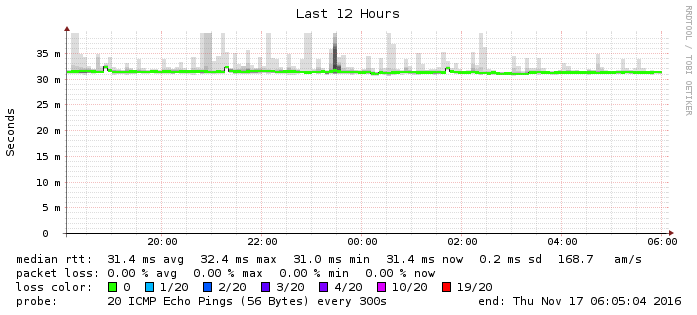 Last 12 Hours
RRDTOOL / TOBI OETIKER
Seconds
35 m
30 m
25 m
20 m
15 m
10 m
5 m
0
20:00 22:00 00:00 02:00 04:00 06:00
median rtt: 31.4 ms avg 32.4 ms max 31.0 ms min 31.4 ms now 0.2 ms sd 168.7 am/s
packet loss: 0.00 % avg 0.00 % max 0.00 % min 0.00 % now
loss color: 0 1/20 2/20 3/20 4/20 10/20 19/20
probe: 20 ICMP Echo Pings (56 Bytes) every 300s end: Thu Nov 17 06:05:04 2016